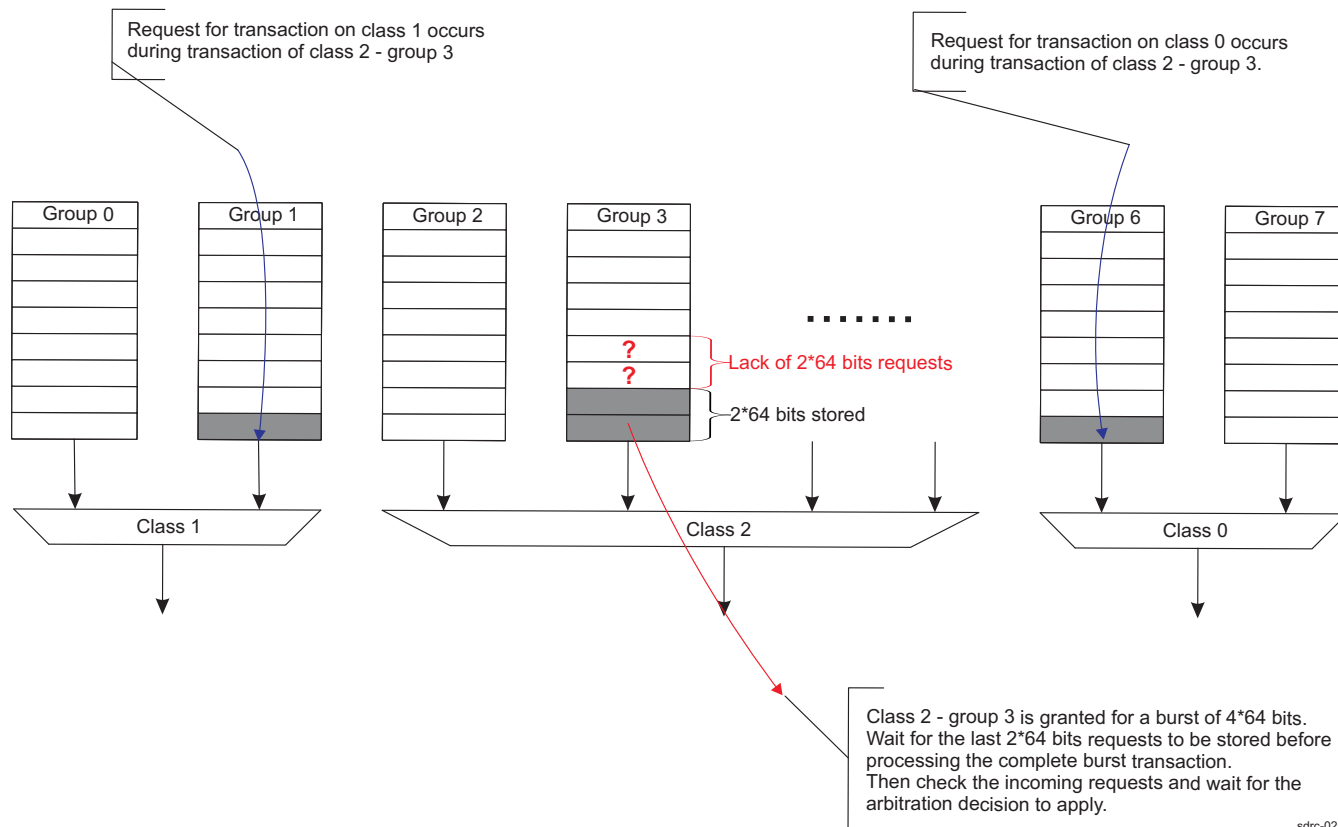 Request for transaction on class 1 occurs
during transaction of class 2 - group 3
Request for transaction on class 0 occurs
during transaction of class 2 - group 3.
Group 0
Group 1
Group 2
Group 3
Group 6
Group 7
.......
?
?
Lack of 2*64 bits requests
2*64 bits stored
Class 1
Class 2
Class 0
Class 2 - group 3 is granted for a burst of 4*64 bits.
Wait for the last 2*64 bits requests to be stored before
processing the complete burst transaction.
Then check the incoming requests and wait for the
arbitration decision to apply.
sdrc-02